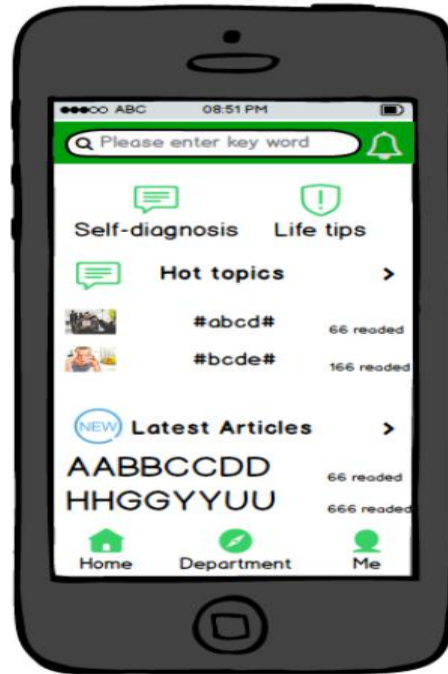 ABC 08:51 PM
Please enter key word
Self-diagnosis Life tips
Hot topics >
#abcd# 66 readed
#bcde# 166 readed
NEW Latest Articles >
AABBCCDD 66 readed
HHGGYYUU 666 readed
Home Department Me